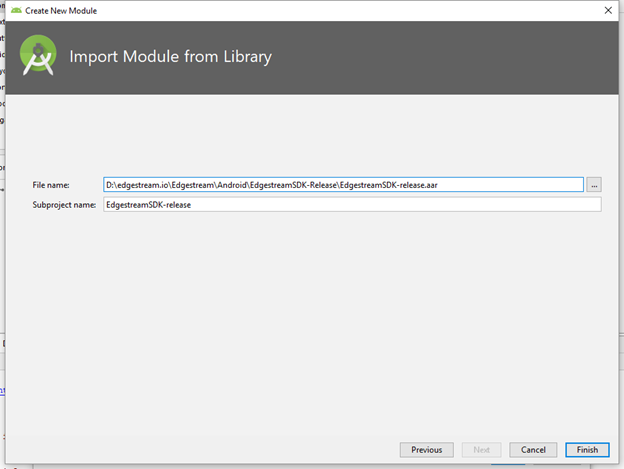 Create New Module
Import Module from Library
File name: D:\edgestream.io\Edgestream\Android\EdgestreamSDK-Release\EdgestreamSDK-release.aar ...
Subproject name: EdgestreamSDK-release
Previous Next Cancel Finish